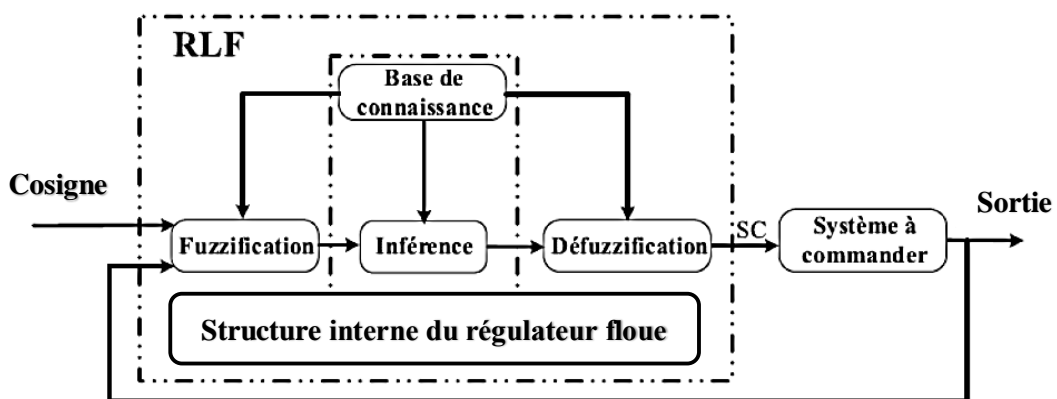 RLF
Base de
connaissance
Cosigne
Fuzzification
Inférence
Défuzzification
SC
Système à
commander
Sortie
Structure interne du régulateur floue